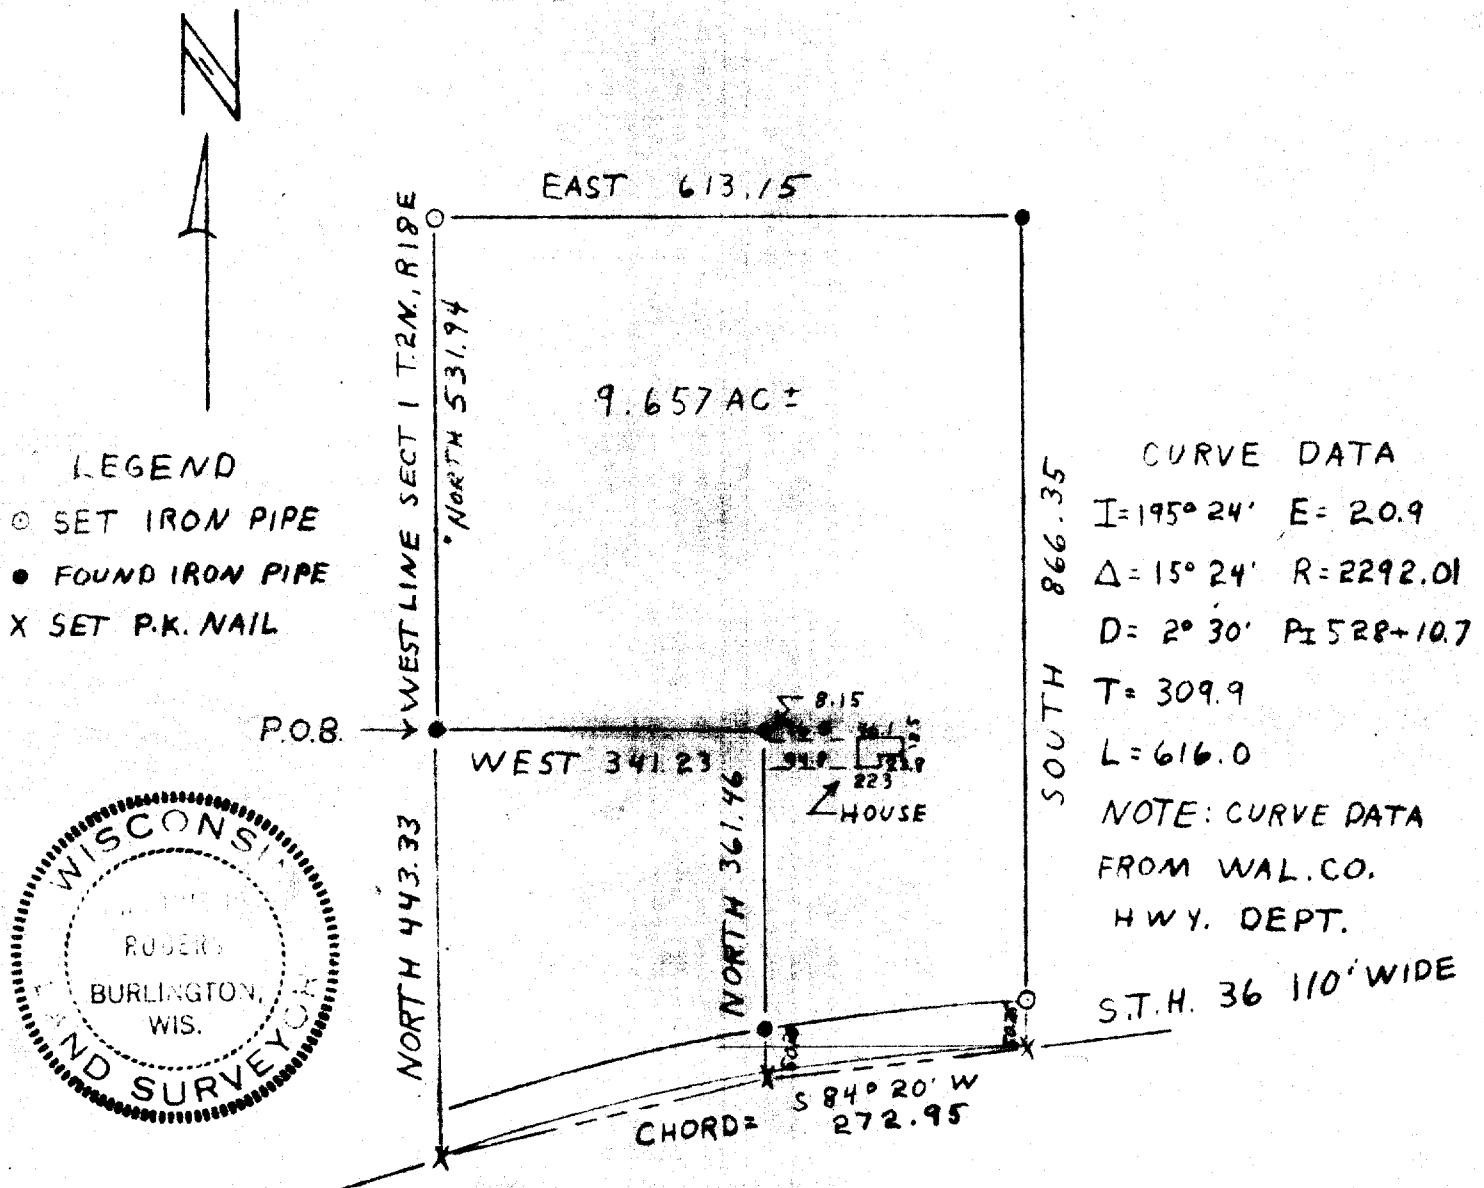 N
EAST 613.15
WEST LINE SECT 1 T.2N., R18E
"NORTH 531.94
9.657 AC ±
LEGEND
○ SET IRON PIPE
● FOUND IRON PIPE
X SET P.K. NAIL
CURVE DATA
I=195° 24' E= 20.9
Δ= 15° 24' R=2292.01
D= 2° 30' PI 528+10.7
T= 309.9
L=616.0
NOTE: CURVE DATA
FROM WAL. CO.
HWY. DEPT.
S.T.H. 36 110' WIDE
SOUTH 866.35
P.O.B.
WEST 341.23
8.15
223
HOUSE
NORTH 443.33
NORTH 361.46
S 84° 20' W
CHORD= 272.95
WISCONSIN
BURLINGTON,
WIS.
LAND SURVEYOR